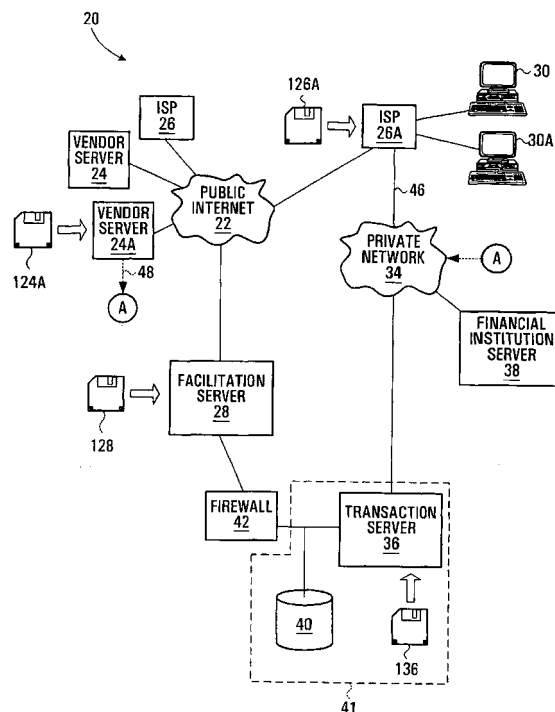 20
ISP
26
VENDOR
SERVER
24
VENDOR
SERVER
24A
124A
48
A
PUBLIC
INTERNET
22
126A
ISP
26A
30
30A
46
PRIVATE
NETWORK
34
A
FINANCIAL
INSTITUTION
SERVER
38
FACILITATION
SERVER
28
128
FIREWALL
42
TRANSACTION
SERVER
36
40
136
41